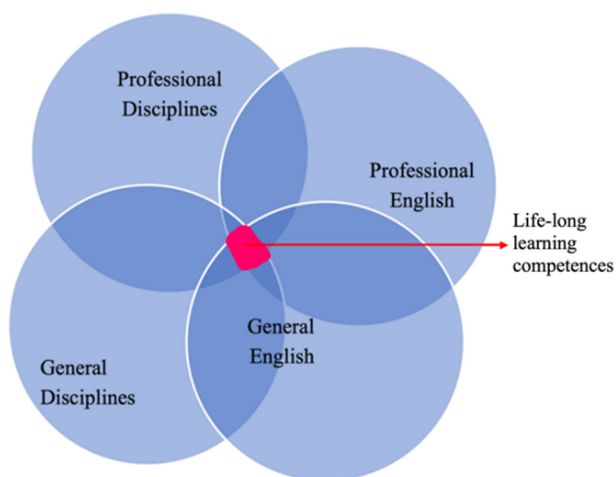 Professional
Disciplines
Professional
English
Life-long
learning
competences
General
English
General
Disciplines